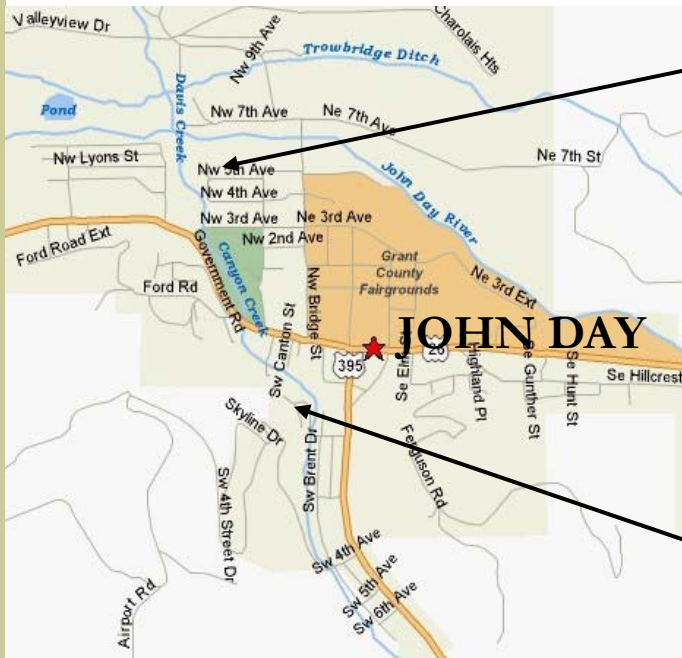 Valleyview Dr
Nw 9th Ave
Charolais Hts
Trowbridge Ditch
Davis Creek
Pond
Nw 7th Ave
Ne 7th Ave
Nw Lyons St
Nw 5th Ave
Ne 7th St
Nw 4th Ave
John Day River
Nw 3rd Ave
Ne 3rd Ave
Nw 2nd Ave
Ford Road Ext
Government Rd
Canyon Creek
Grant
County
Fairgrounds
Ne 3rd Ext
Ford Rd
Sw Canton St
Nw Bridge St
JOHN DAY
395
Se Elm St
26
Highland Pl
Se Gunther St
Se Hunt St
Se Hillcrest
Skyline Dr
Sw Brent Dr
Ferguson Rd
Sw 4th Street Dr
Sw 4th Ave
Sw 5th Ave
Sw 6th Ave
Airport Rd